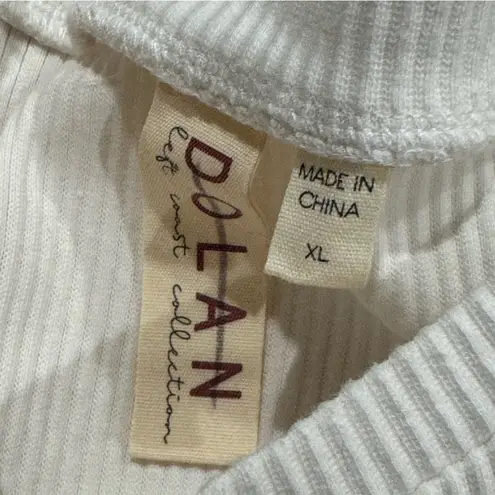 DOLAN
left coast collection
MADE IN
CHINA
XL